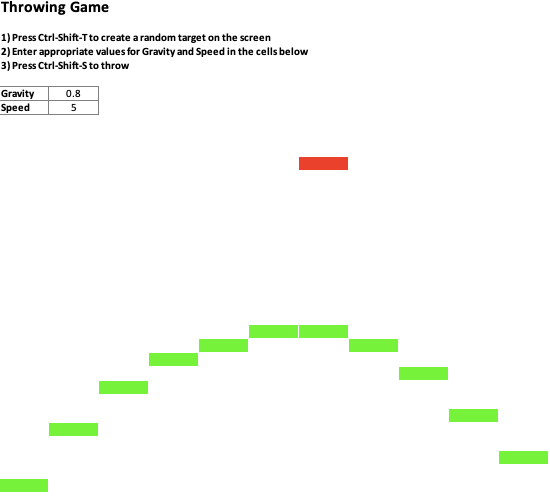 Throwing Game
1) Press Ctrl-Shift-T to create a random target on the screen
2) Enter appropriate values for Gravity and Speed in the cells below
3) Press Ctrl-Shift-S to throw
Gravity 0.8
Speed 5